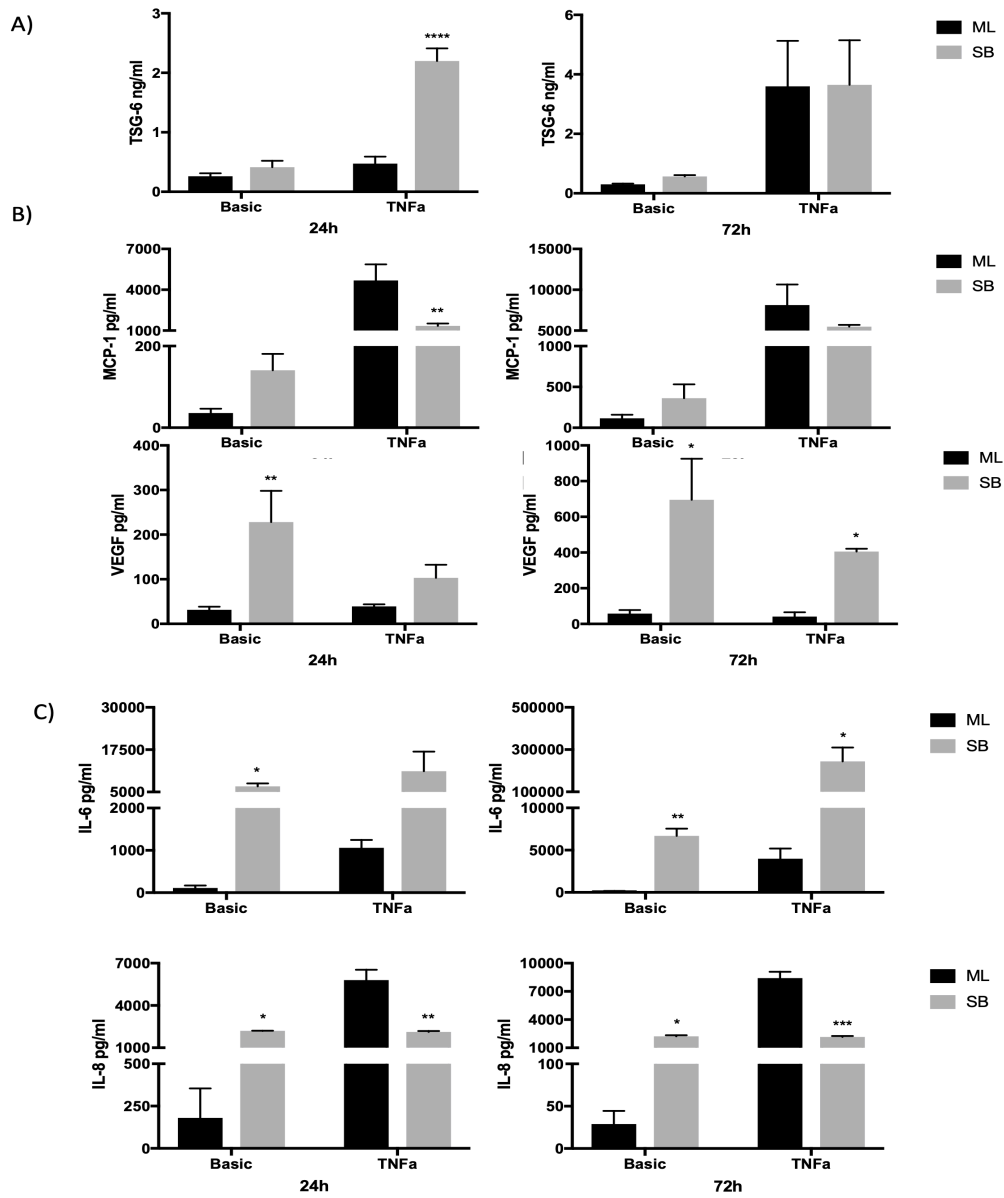 A)
TSG-6 ng/ml
3
2
1
0
****
Basic
TNFa
24h
TSG-6 ng/ml
6
4
2
0
Basic
TNFa
72h
ML
SB
B)
MCP-1 pg/ml
7000
4000
1000
200
0
**
Basic
TNFa
MCP-1 pg/ml
15000
10000
5000
1000
500
0
Basic
TNFa
ML
SB
VEGF pg/ml
400
300
200
100
0
**
Basic
TNFa
24h
VEGF pg/ml
1000
800
600
400
200
0
*
*
Basic
TNFa
72h
ML
SB
C)
IL-6 pg/ml
30000
17500
5000
2000
1000
0
*
Basic
TNFa
IL-6 pg/ml
500000
300000
100000
10000
5000
0
**
*
Basic
TNFa
ML
SB
IL-8 pg/ml
7000
4000
1000
500
250
0
*
**
Basic
TNFa
24h
IL-8 pg/ml
10000
7000
4000
1000
100
50
0
*
***
Basic
TNFa
72h
ML
SB